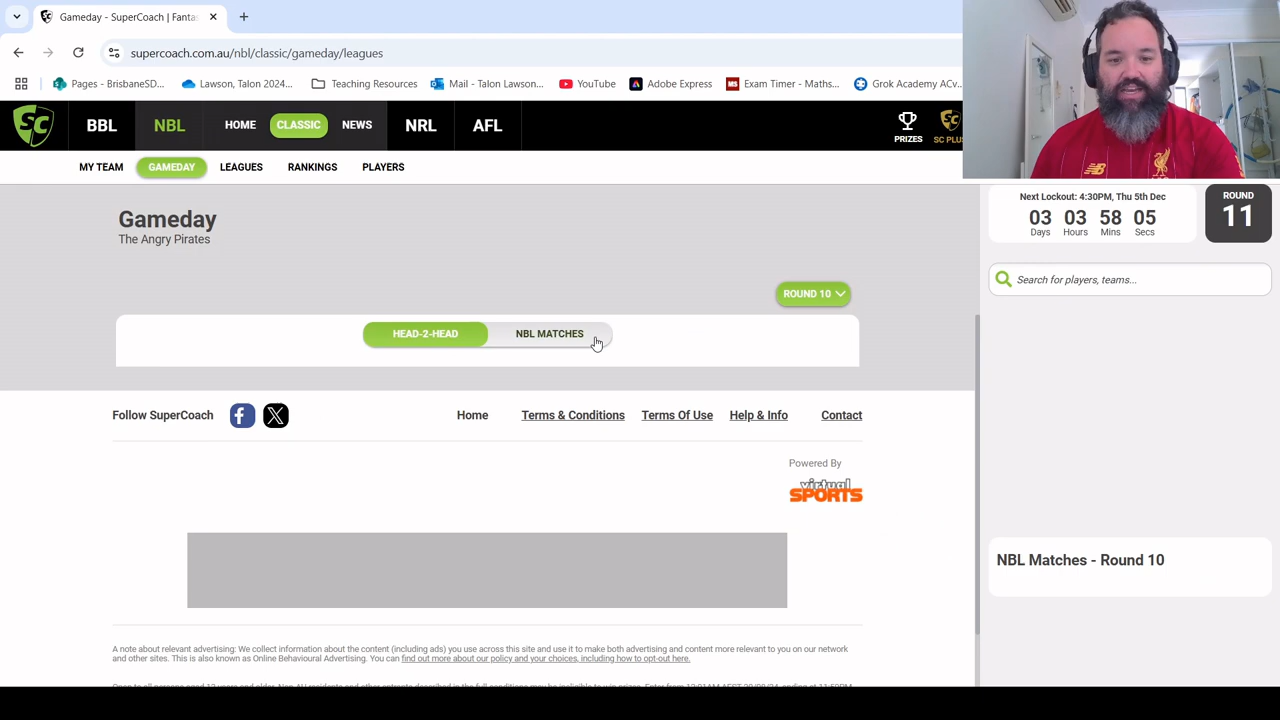 Gameday - SuperCoach | Fanta
supercoach.com.au/nbl/classic/gameday/leagues
Pages - BrisbaneSD... Lawson, Talon 2024... Teaching Resources Mail - Talon Lawson... YouTube Adobe Express Exam Timer - Maths... Grok Academy ACv...
SC BBL NBL HOME CLASSIC NEWS NRL AFL
PRIZES SC PLUS
MY TEAM GAMEDAY LEAGUES RANKINGS PLAYERS
Gameday
The Angry Pirates
ROUND 10
HEAD-2-HEAD NBL MATCHES
Follow SuperCoach Home Terms & Conditions Terms Of Use Help & Info Contact
Powered By
virtual
SPORTS
A note about relevant advertising: We collect information about the content (including ads) you use across this site and use it to make both advertising and content more relevant to you on our network
and other sites. This is also known as Online Behavioural Advertising. You can find out more about our policy and your choices, including how to opt-out here.
Next Lockout: 4:30PM, Thu 5th Dec
03 03 58 05
Days Hours Mins Secs
ROUND
11
Search for players, teams...
NBL Matches - Round 10